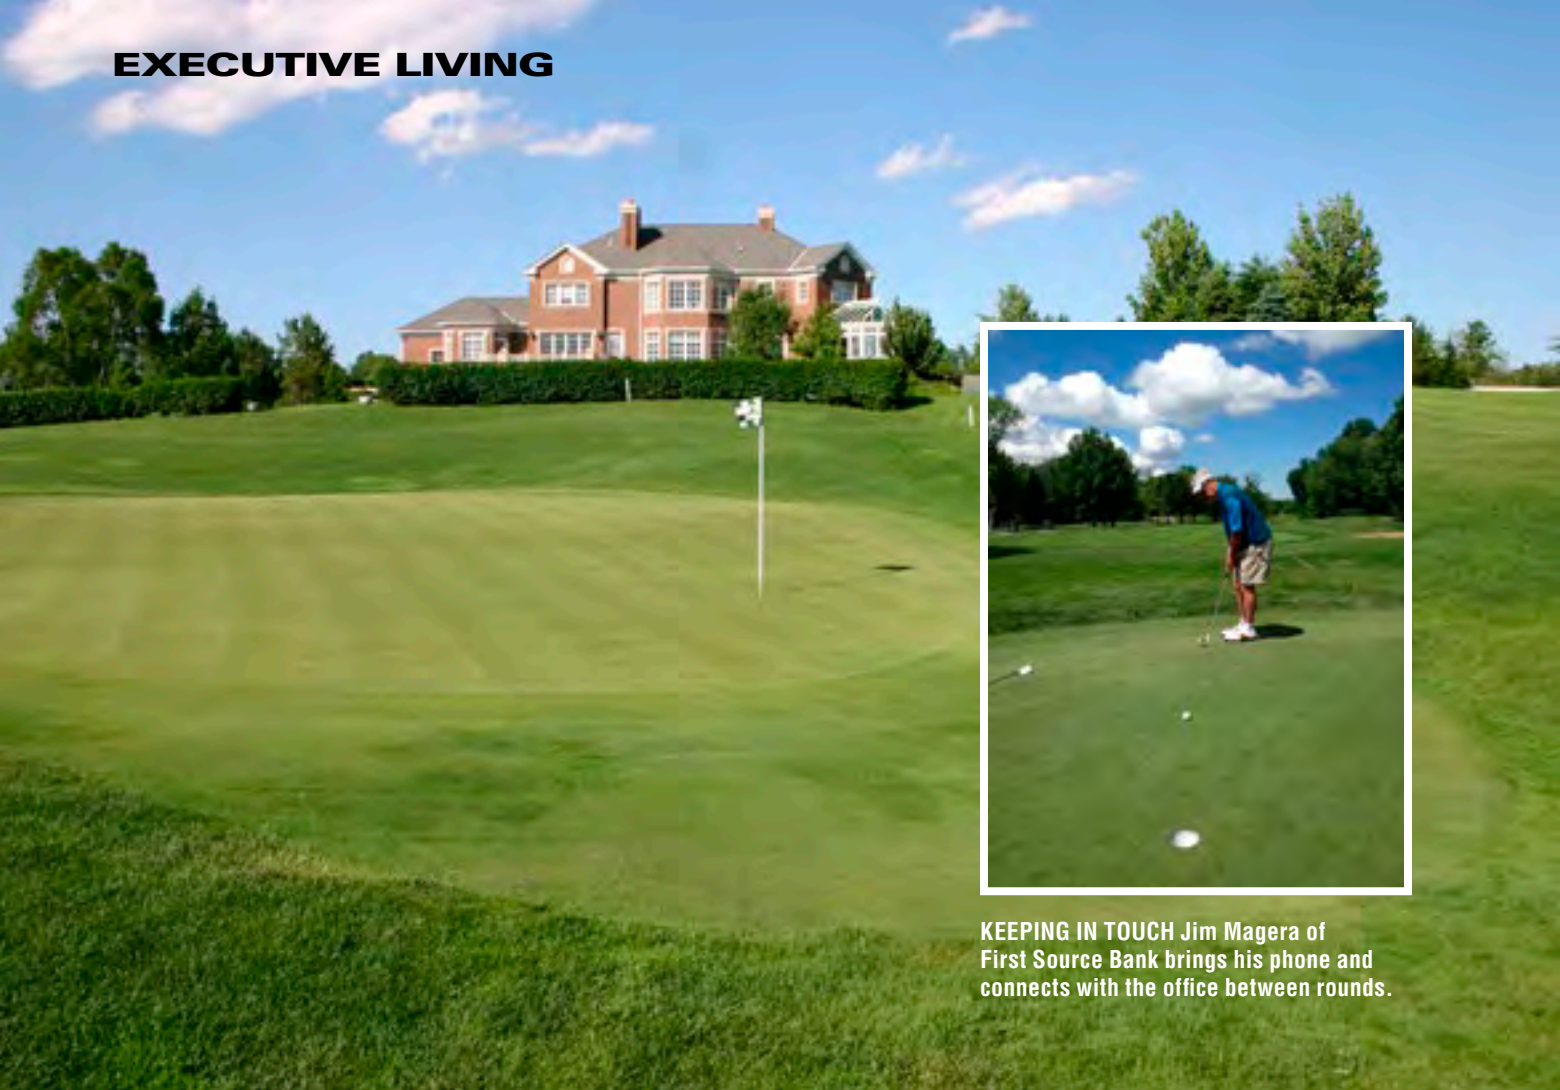 EXECUTIVE LIVING
KEEPING IN TOUCH Jim Magera of
First Source Bank brings his phone and
connects with the office between rounds.